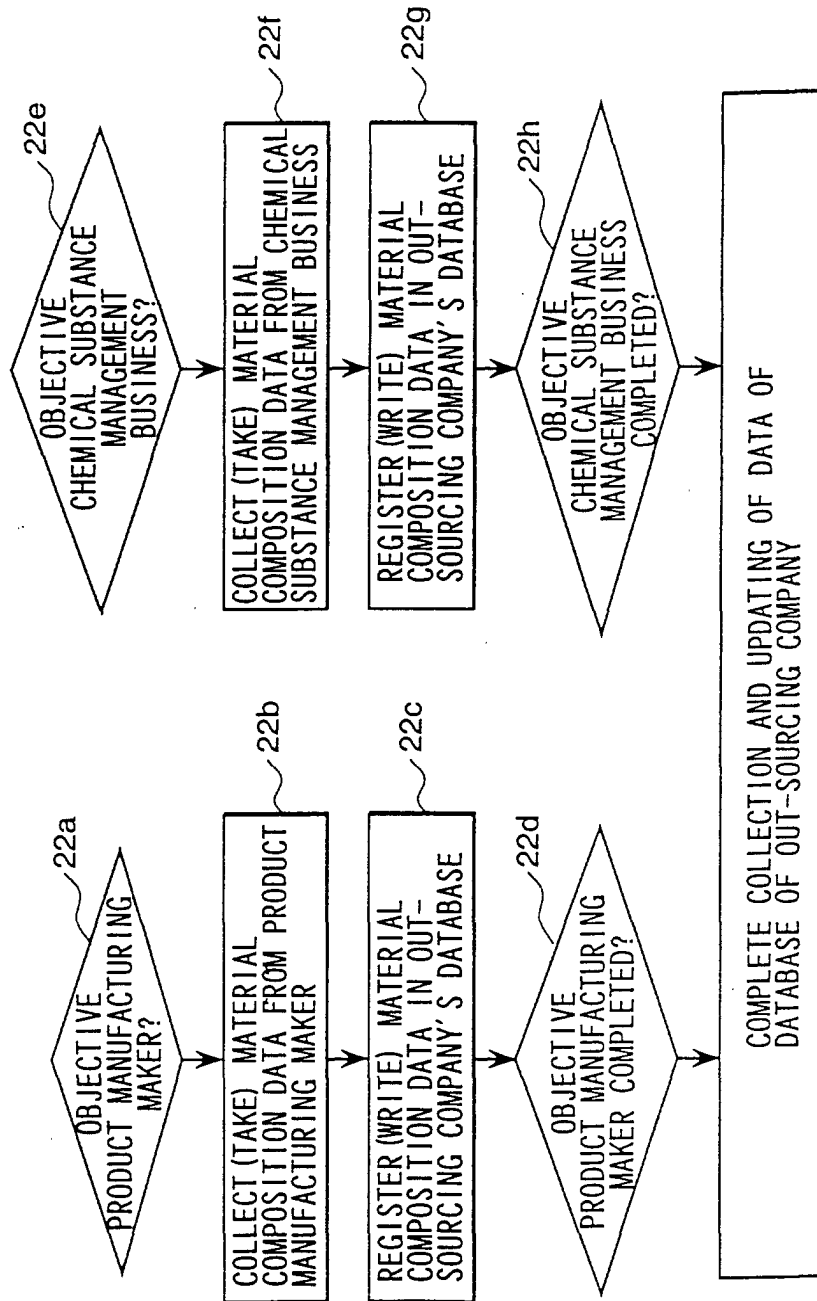 22a
OBJECTIVE
PRODUCT MANUFACTURING
MAKER?
22b
COLLECT (TAKE) MATERIAL
COMPOSITION DATA FROM PRODUCT
MANUFACTURING MAKER
22c
REGISTER (WRITE) MATERIAL
COMPOSITION DATA IN OUT-
SOURCING COMPANY'S DATABASE
22d
OBJECTIVE
PRODUCT MANUFACTURING
MAKER COMPLETED?
22e
OBJECTIVE
CHEMICAL SUBSTANCE
MANAGEMENT
BUSINESS?
22f
COLLECT (TAKE) MATERIAL
COMPOSITION DATA FROM CHEMICAL
SUBSTANCE MANAGEMENT BUSINESS
22g
REGISTER (WRITE) MATERIAL
COMPOSITION DATA IN OUT-
SOURCING COMPANY'S DATABASE
22h
OBJECTIVE
CHEMICAL SUBSTANCE
MANAGEMENT BUSINESS
COMPLETED?
COMPLETE COLLECTION AND UPDATING OF DATA OF
DATABASE OF OUT-SOURCING COMPANY